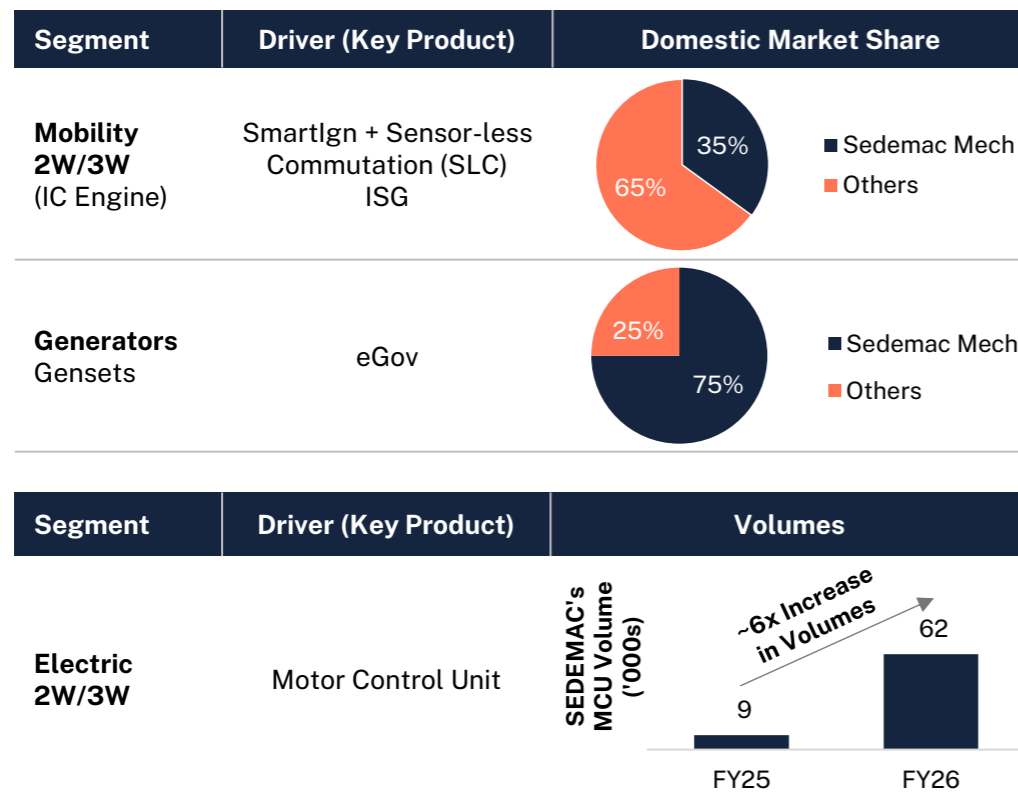 Segment
Driver (Key Product)
Domestic Market Share
Mobility
2W/3W
(IC Engine)
SmartIgn + Sensor-less
Commutation (SLC)
ISG
35%
65%
Sedemac Mech
Others
Generators
Gensets
eGov
25%
75%
Sedemac Mech
Others
Segment
Driver (Key Product)
Volumes
Electric
2W/3W
Motor Control Unit
SEDEMAC's
MCU Volume
('000s)
~6x Increase
in Volumes
9
62
FY25
FY26